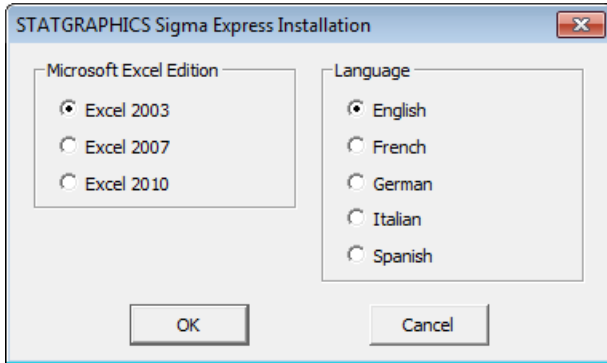 STATGRAPHICS Sigma Express Installation
Microsoft Excel Edition
Excel 2003
Excel 2007
Excel 2010
Language
English
French
German
Italian
Spanish
OK
Cancel